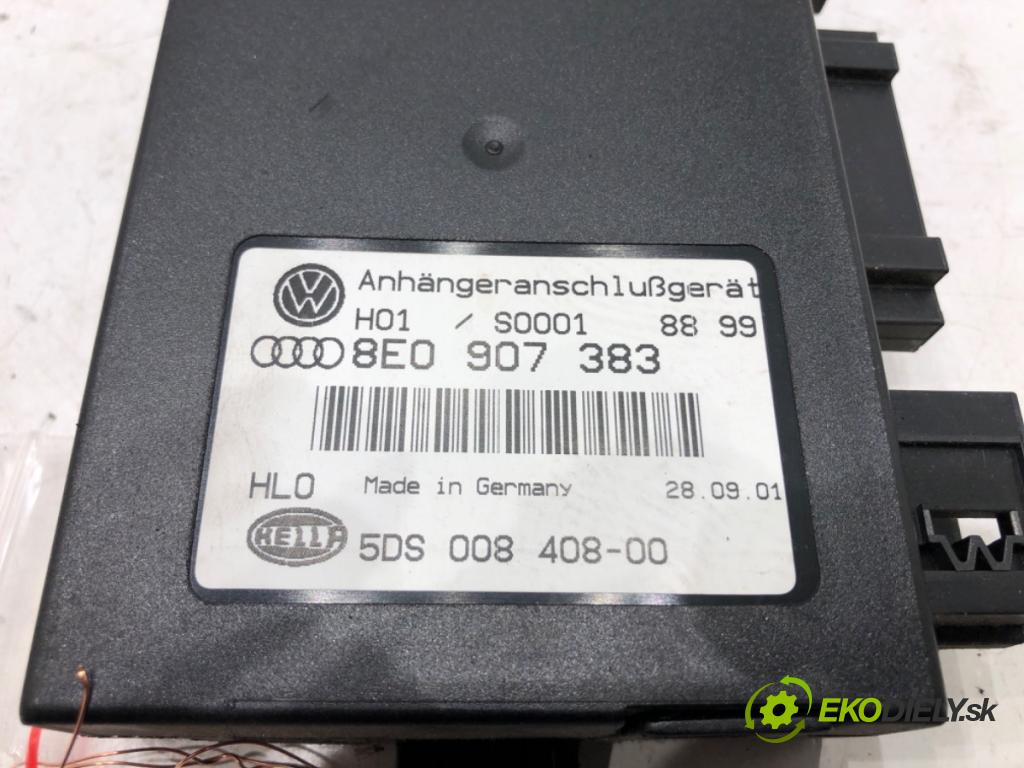 Anhängeranschlußgerät
H01 / S0001 88 99
8E0 907 383
HLO Made in Germany 28.09.01
HELLA 5DS 008 408-00
EKODIELY.sk